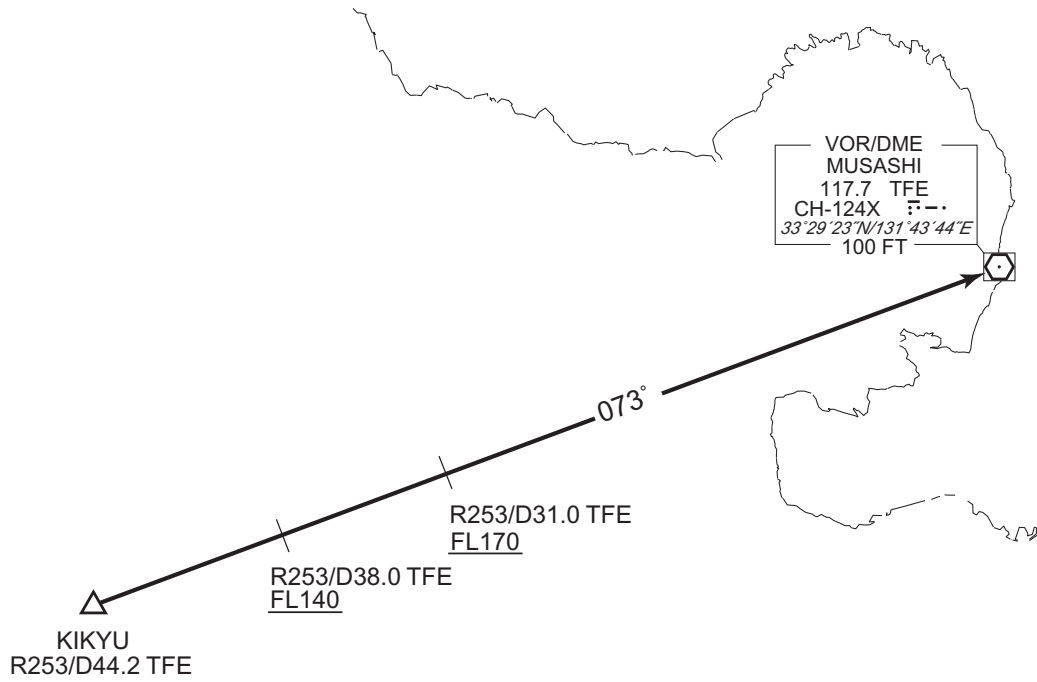 VOR/DME
MUSASHI
117.7 TFE
CH-124X
33°29´23˝N/131°43´44˝E
100 FT
073°
R253/D31.0 TFE
FL170
R253/D38.0 TFE
FL140
KIKYU
R253/D44.2 TFE